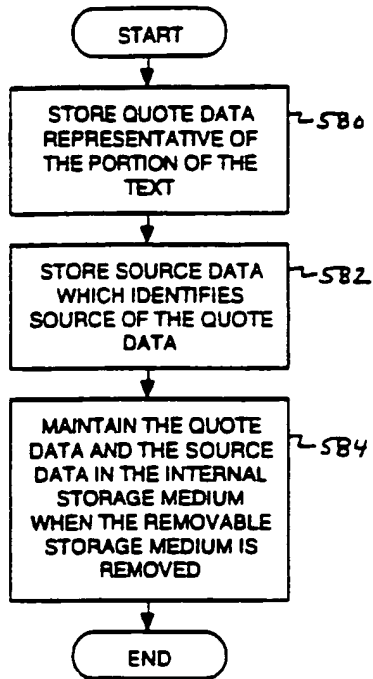 START
STORE QUOTE DATA
REPRESENTATIVE OF
THE PORTION OF THE
TEXT
580
STORE SOURCE DATA
WHICH IDENTIFIES
SOURCE OF THE QUOTE
DATA
582
MAINTAIN THE QUOTE
DATA AND THE SOURCE
DATA IN THE INTERNAL
STORAGE MEDIUM
WHEN THE REMOVABLE
STORAGE MEDIUM IS
REMOVED
584
END